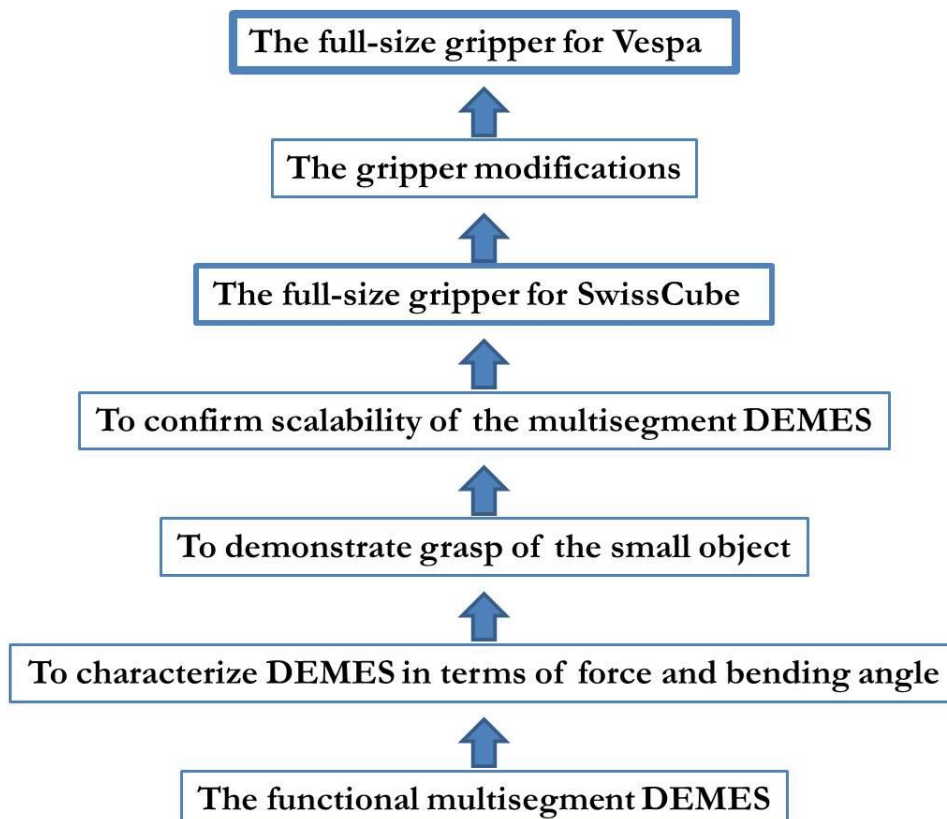 The full-size gripper for Vespa
The gripper modifications
The full-size gripper for SwissCube
To confirm scalability of the multisegment DEMES
To demonstrate grasp of the small object
To characterize DEMES in terms of force and bending angle
The functional multisegment DEMES